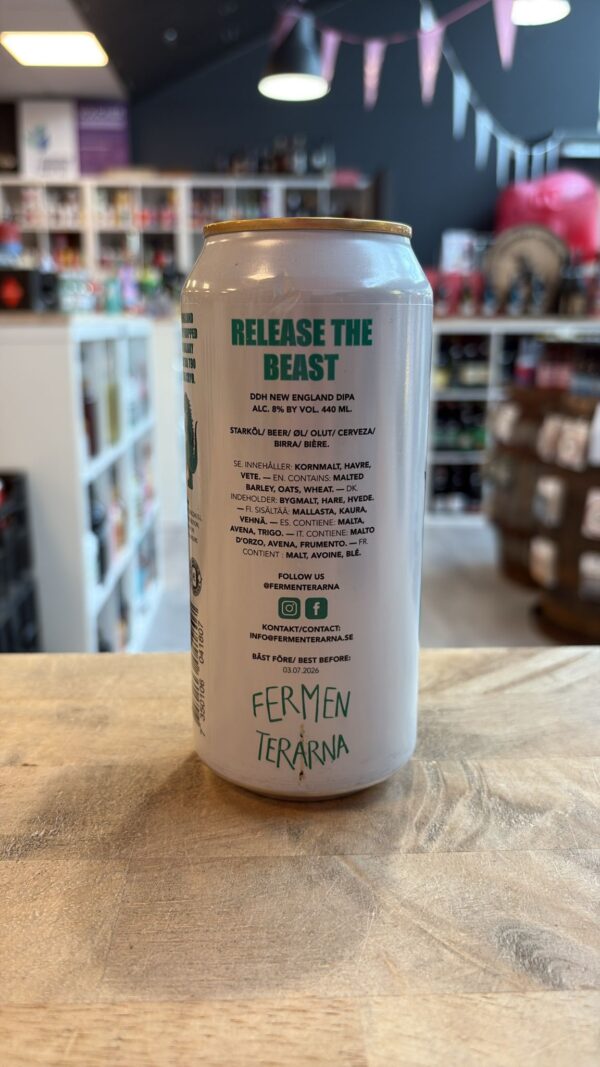 RELEASE THE
BEAST
DDH NEW ENGLAND DIPA
ALC. 8% BY VOL. 440 ML.
STARKÖL/ BEER/ ØL/ OLUT/ CERVEZA/
BIRRA/ BIÈRE.
SE. INNEHÅLLER: KORNMALT, HAVRE,
VETE. — EN. CONTAINS: MALTED
BARLEY, OATS, WHEAT. — DK.
INDEHOLDER: BYGMALT, HARE, HVEDE.
— FI. SISÄLTÄÄ: MALLASTA, KAURA,
VEHNÄ. — ES. CONTIENE: MALTA,
AVENA, TRIGO. — IT. CONTIENE: MALTO
D'ORZO, AVENA, FRUMENTO. — FR.
CONTIENT : MALT, AVOINE, BLÉ.
FOLLOW US
@FERMENTERARNA
KONTAKT/CONTACT:
INFO@FERMENTERARNA.SE
BÄST FÖRE/ BEST BEFORE:
03.07.2026
FERMEN
TERARNA
7 350106 041807